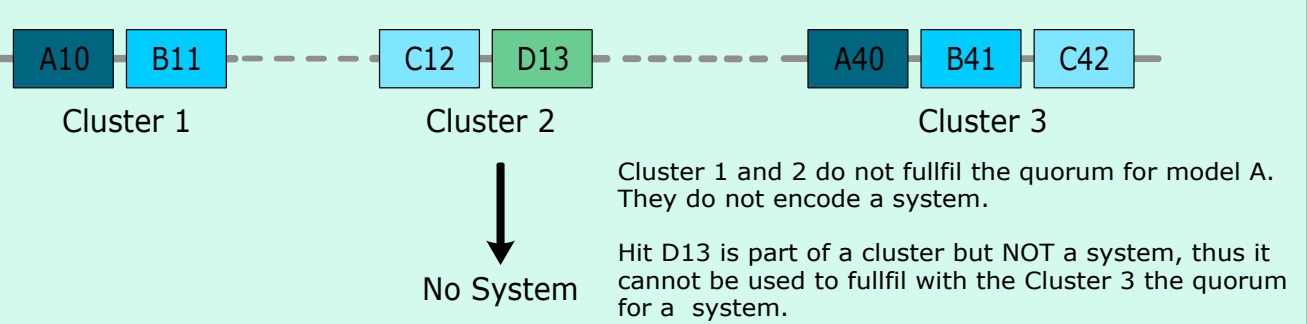 A10 B11 C12 D13 A40 B41 C42
Cluster 1 Cluster 2 Cluster 3
Cluster 1 and 2 do not fullfil the quorum for model A.
They do not encode a system.
Hit D13 is part of a cluster but NOT a system, thus it
cannot be used to fullfil with the Cluster 3 the quorum
for a system.
No System